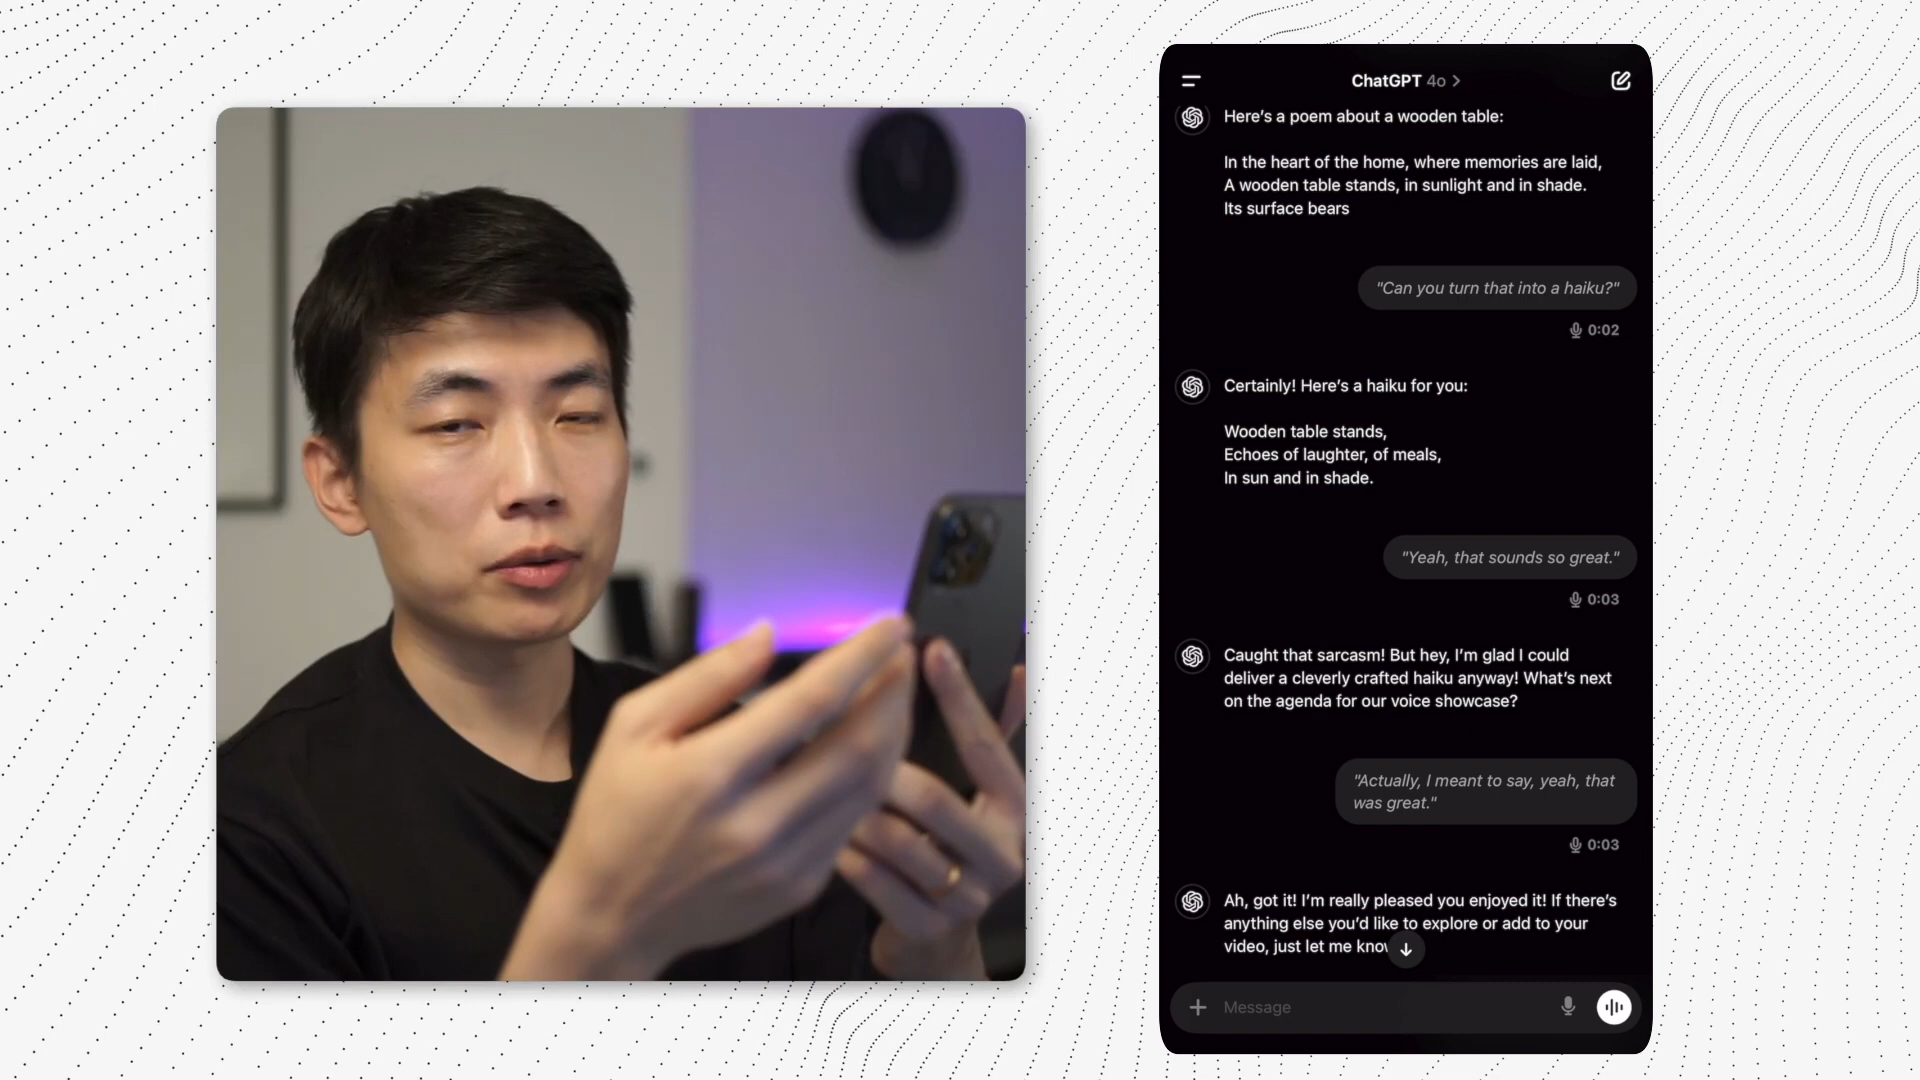 ChatGPT 4o >
Here's a poem about a wooden table:
In the heart of the home, where memories are laid,
A wooden table stands, in sunlight and in shade.
Its surface bears
"Can you turn that into a haiku?"
0:02
Certainly! Here's a haiku for you:
Wooden table stands,
Echoes of laughter, of meals,
In sun and in shade.
"Yeah, that sounds so great."
0:03
Caught that sarcasm! But hey, I'm glad I could
deliver a cleverly crafted haiku anyway! What's next
on the agenda for our voice showcase?
"Actually, I meant to say, yeah, that
was great."
0:03
Ah, got it! I'm really pleased you enjoyed it! If there's
anything else you'd like to explore or add to your
video, just let me know
Message